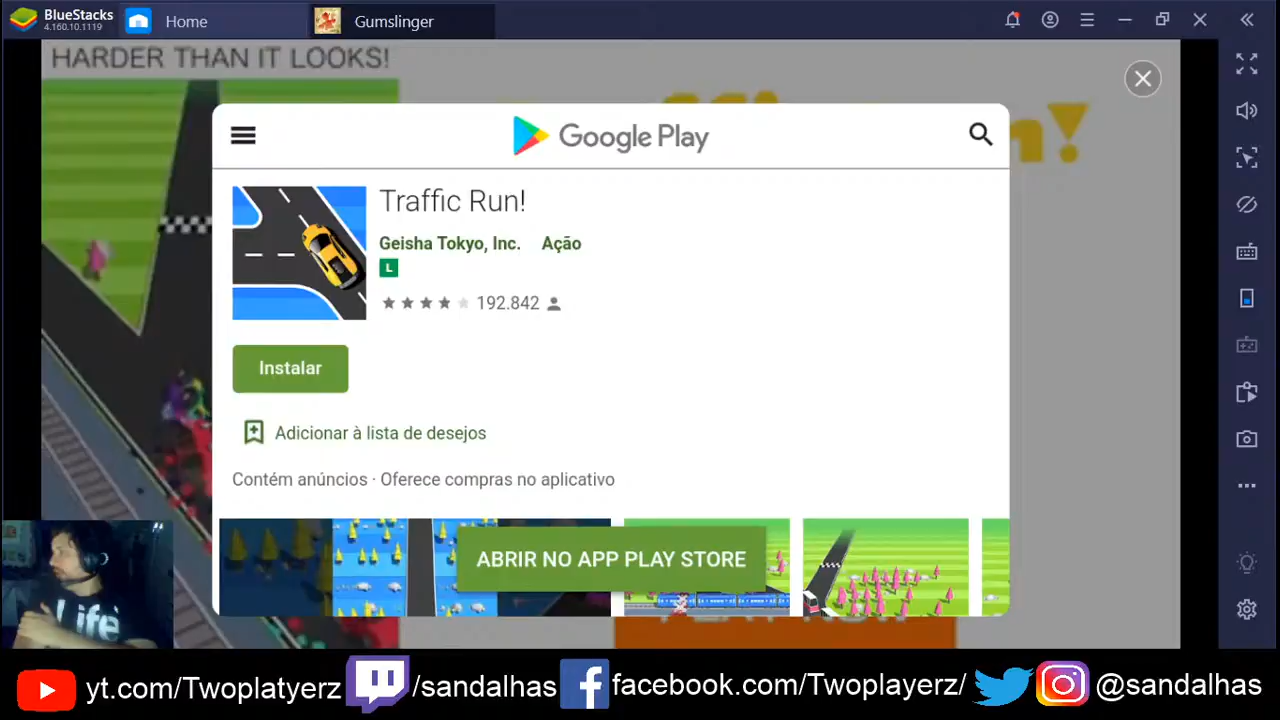 BlueStacks
4.160.10.1119
Home
Gumslinger
HARDER THAN IT LOOKS!
Google Play
Traffic Run!
Geisha Tokyo, Inc. Ação
L
192.842
Instalar
Adicionar à lista de desejos
Contém anúncios · Oferece compras no aplicativo
ABRIR NO APP PLAY STORE
Life
yt.com/Twoplatyerz /sandalhas facebook.com/Twoplayerz/ @sandalhas